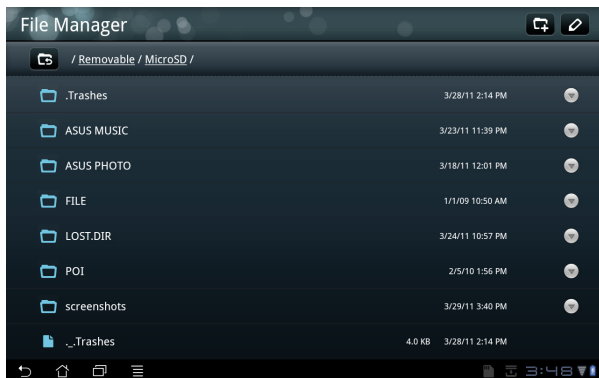 File Manager
/ Removable / MicroSD /
.Trashes 3/28/11 2:14 PM
ASUS MUSIC 3/23/11 11:39 PM
ASUS PHOTO 3/18/11 12:01 PM
FILE 1/1/09 10:50 AM
LOST.DIR 3/24/11 10:57 PM
POI 2/5/10 1:56 PM
screenshots 3/29/11 3:40 PM
._.Trashes 4.0 KB 3/28/11 2:14 PM
3:48